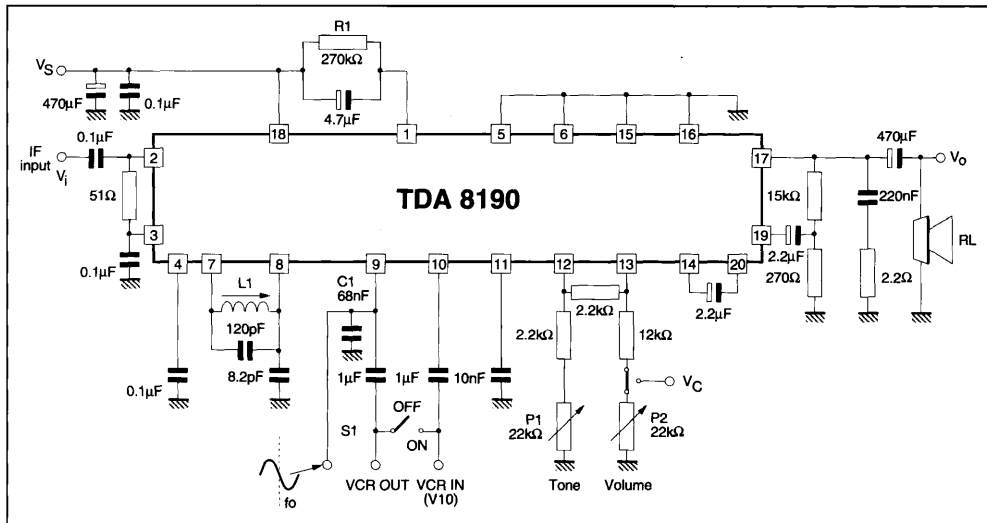 R1
270kΩ
VS
470µF
0.1µF
4.7µF
0.1µF
18
1
5
6
15
16
470µF
IF
input
Vi
2
17
Vo
51Ω
TDA 8190
15kΩ
220nF
3
19
RL
0.1µF
4
7
8
9
10
11
12
13
14
20
2.2µF
270Ω
2.2Ω
L1
C1
68nF
2.2kΩ
2.2µF
120pF
2.2kΩ
12kΩ
0.1µF
8.2pF
1µF
1µF
10nF
VC
OFF
S1
ON
P1
22kΩ
P2
22kΩ
fo
VCR OUT
VCR IN
(V10)
Tone
Volume